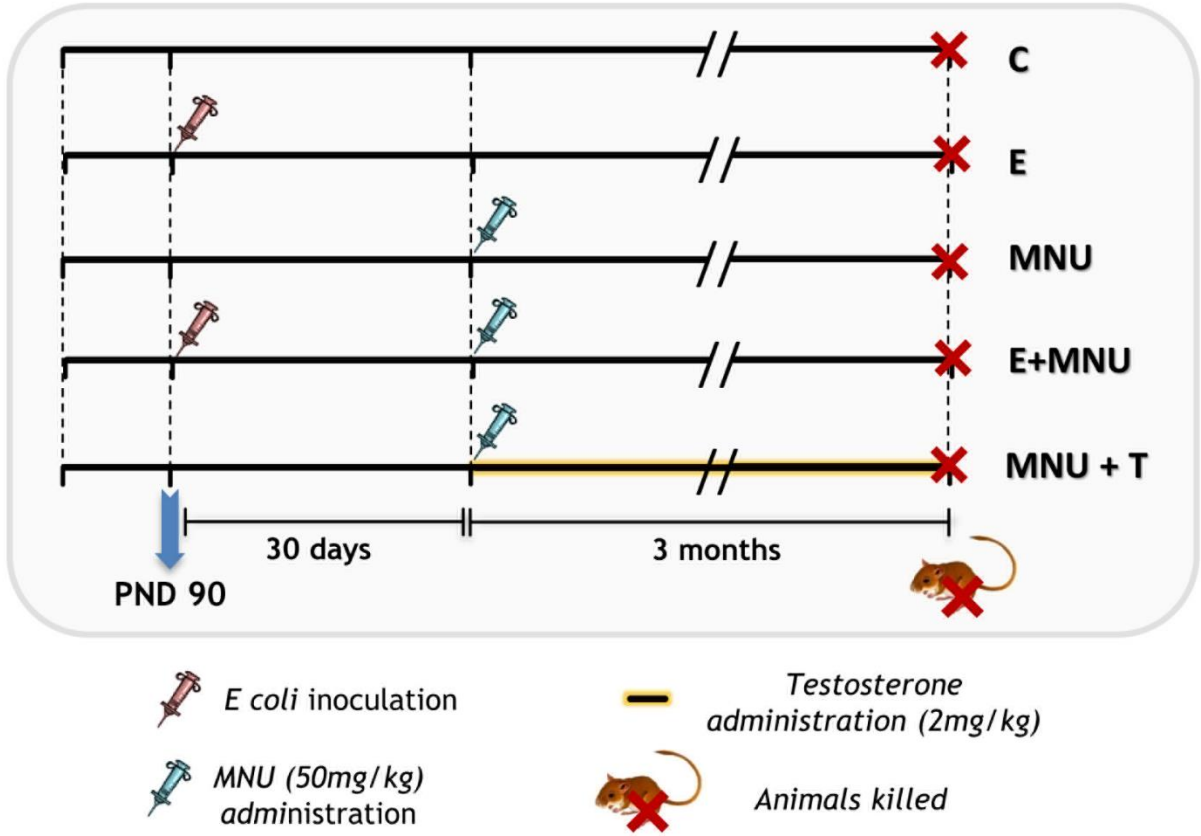 C
E
MNU
E+MNU
MNU + T
30 days
3 months
PND 90
E coli inoculation
Testosterone
administration (2mg/kg)
MNU (50mg/kg)
administration
Animals killed